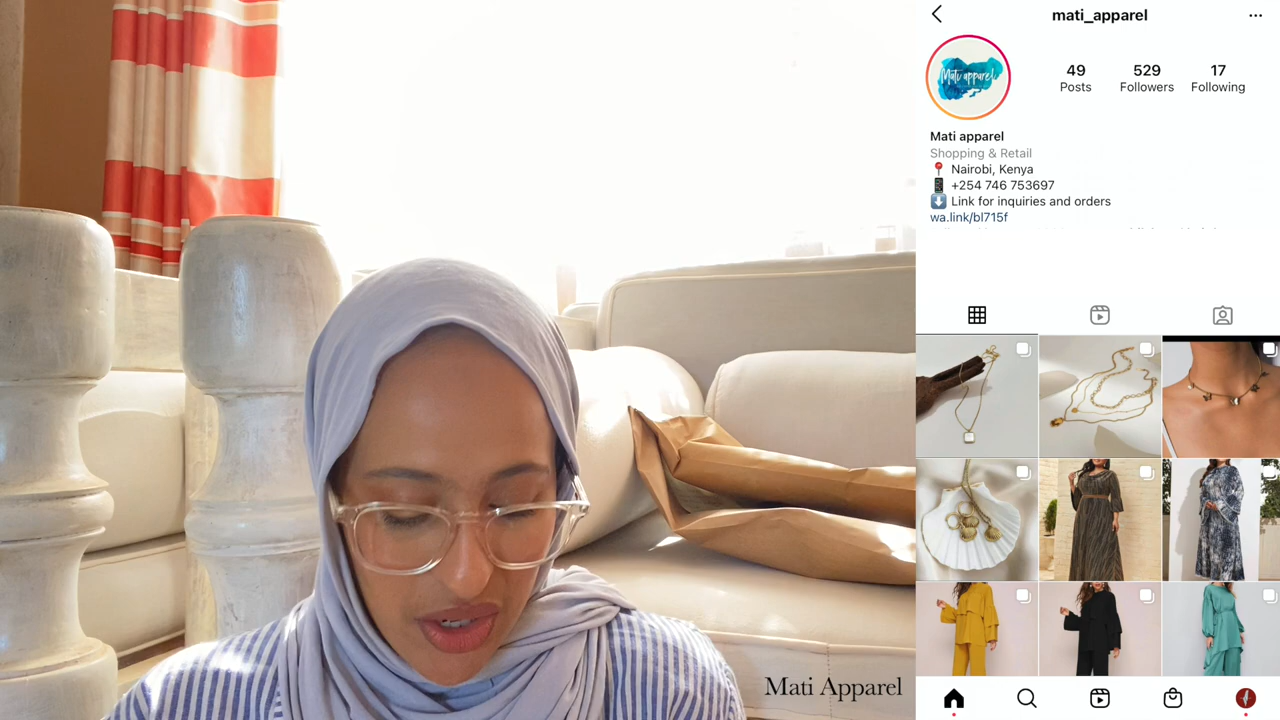 mati_apparel
Mati apparel
49
Posts
529
Followers
17
Following
Mati apparel
Shopping & Retail
Nairobi, Kenya
+254 746 753697
Link for inquiries and orders
wa.link/bl715f
Mati Apparel